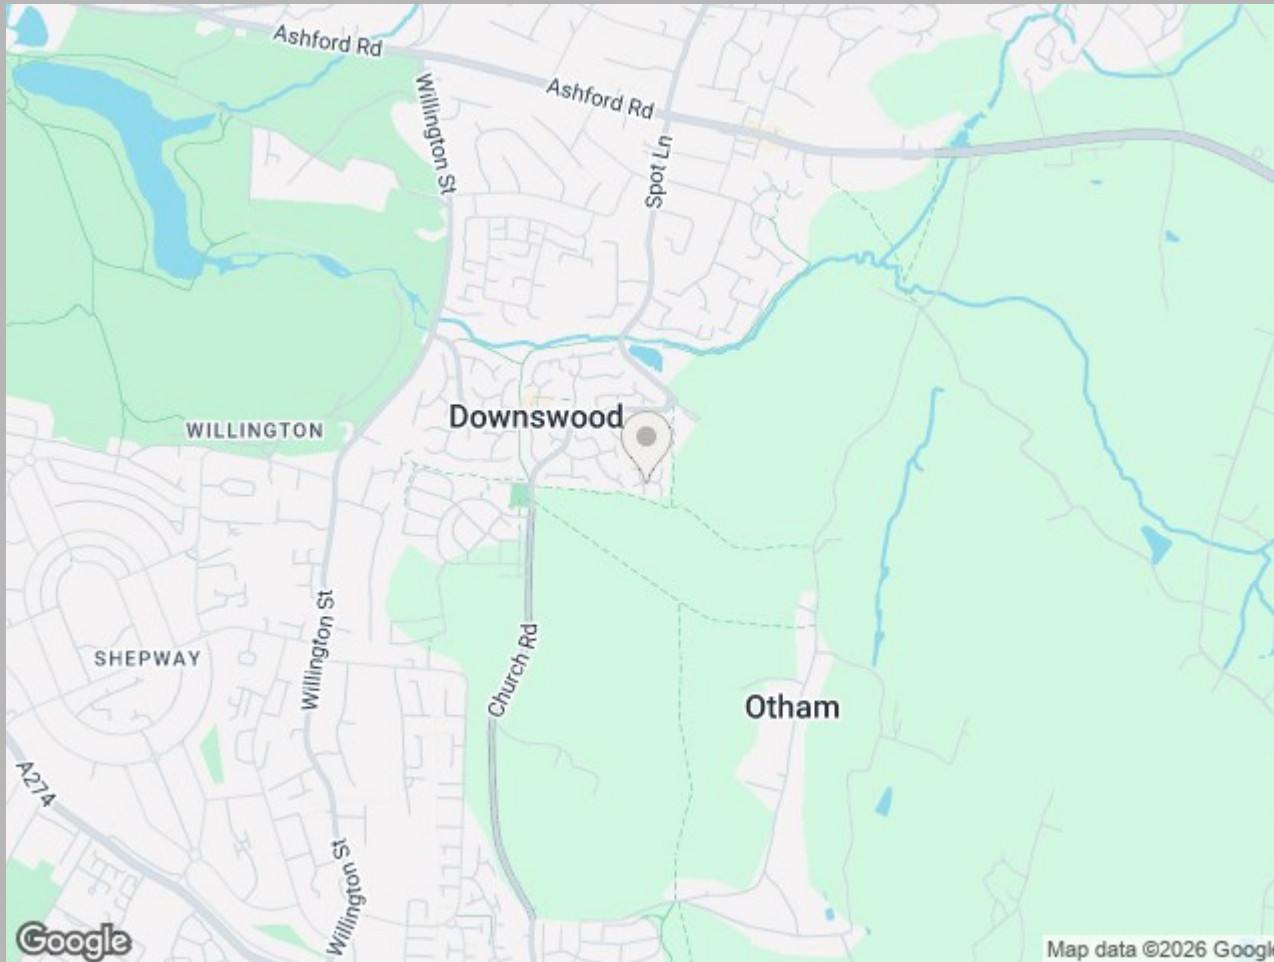 Ashford Rd
Ashford Rd
Willington St
Spot Ln
Downswood
WILLINGTON
SHEPWAY
Willington St
Church Rd
Otham
A274
Willington St
Google
Map data ©2026 Google